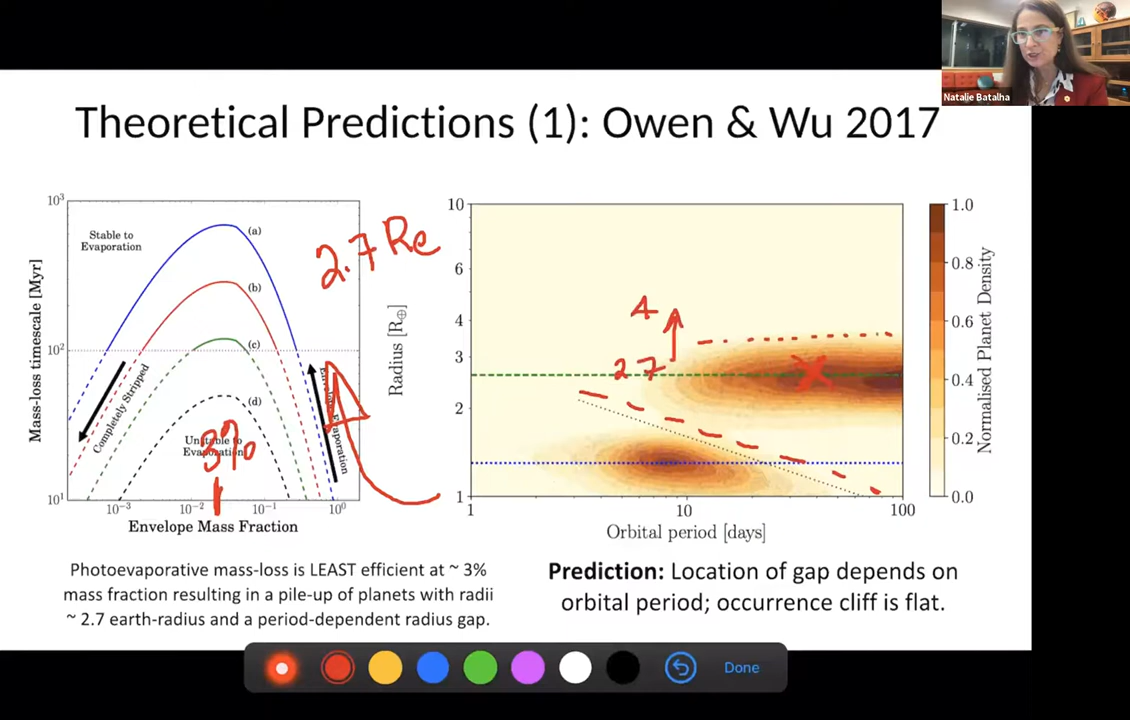 Natalie Batalha
Theoretical Predictions (1): Owen & Wu 2017
10³
10²
10¹
Mass-loss timescale [Myr]
Stable to
Evaporation
(a)
(b)
(c)
(d)
Completely Stripped
Unstable to
Evaporation
Evaporation
3%
10⁻³
10⁻²
10⁻¹
10⁰
Envelope Mass Fraction
2.7 Re
Radius [R⊕]
10
6
4
3
2
1
4
2.7
1
10
100
Orbital period [days]
1.0
0.8
0.6
0.4
0.2
0.0
Normalised Planet Density
Photoevaporative mass-loss is LEAST efficient at ~ 3%
mass fraction resulting in a pile-up of planets with radii
~ 2.7 earth-radius and a period-dependent radius gap.
Prediction: Location of gap depends on
orbital period; occurrence cliff is flat.
Done